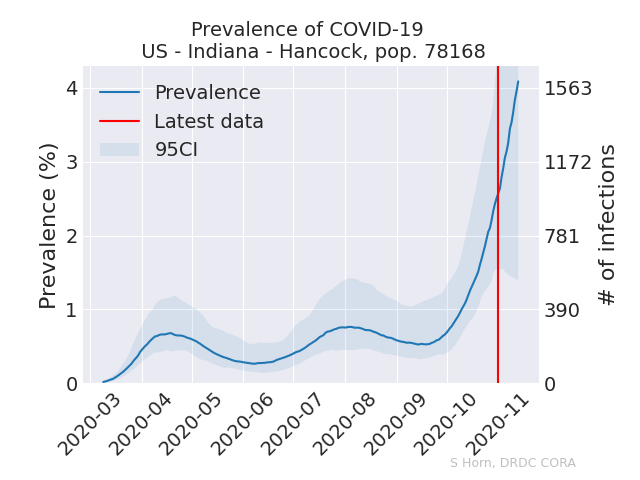 Prevalence of COVID-19
US - Indiana - Hancock, pop. 78168
Prevalence
Latest data
95CI
Prevalence (%)
4
3
2
1
0
1563
1172
781
390
0
# of infections
2020-03
2020-04
2020-05
2020-06
2020-07
2020-08
2020-09
2020-10
2020-11
S Horn, DRDC CORA